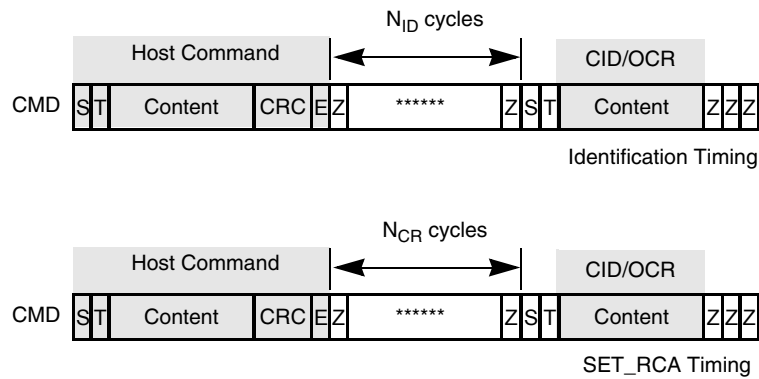 N_ID cycles
Host Command CID/OCR
CMD S T Content CRC E Z ****** Z S T Content Z Z Z
Identification Timing
N_CR cycles
Host Command CID/OCR
CMD S T Content CRC E Z ****** Z S T Content Z Z Z
SET_RCA Timing